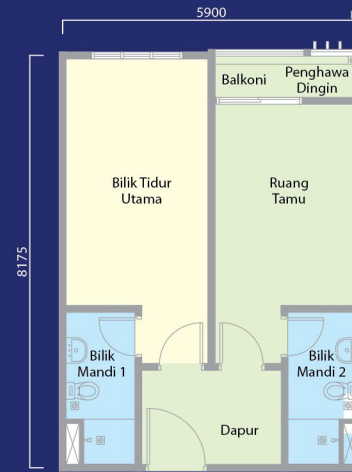 5900
Balkoni
Penghawa
Dingin
8175
Bilik Tidur
Utama
Ruang
Tamu
Bilik
Mandi 1
Bilik
Mandi 2
Dapur